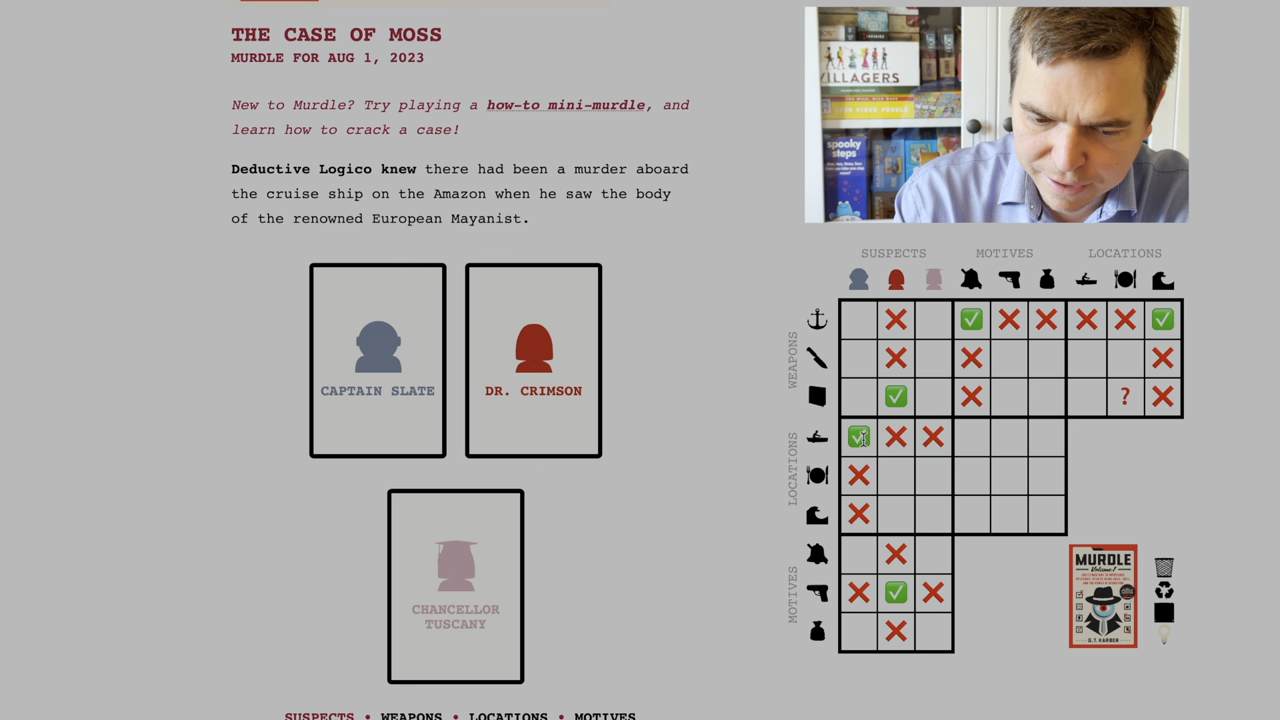 THE CASE OF MOSS
MURDLE FOR AUG 1, 2023
New to Murdle? Try playing a how-to mini-murdle, and
learn how to crack a case!
Deductive Logico knew there had been a murder aboard
the cruise ship on the Amazon when he saw the body
of the renowned European Mayanist.
CAPTAIN SLATE
DR. CRIMSON
CHANCELLOR
TUSCANY
SUSPECTS • WEAPONS • LOCATIONS • MOTIVES
VILLAGERS
spooky
steps
SUSPECTS
MOTIVES
LOCATIONS
WEAPONS
?
LOCATIONS
MOTIVES
MURDLE
Volume 1
G.T. KARBER